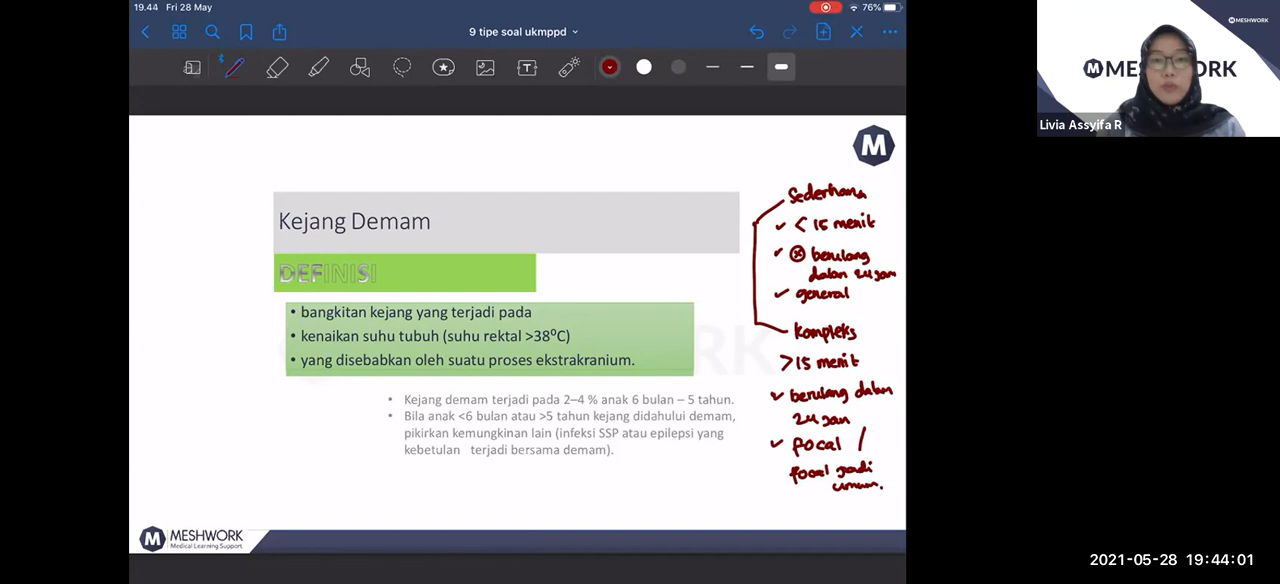 19.44 Fri 28 May
76%
9 tipe soal ukmppd
MESHWORK
MESHWORK
Livia Assyifa R
M
Kejang Demam
DEFINISI
• bangkitan kejang yang terjadi pada
• kenaikan suhu tubuh (suhu rektal >38⁰C)
• yang disebabkan oleh suatu proses ekstrakranium.
• Kejang demam terjadi pada 2–4 % anak 6 bulan – 5 tahun.
• Bila anak <6 bulan atau >5 tahun kejang didahului demam,
pikirkan kemungkinan lain (infeksi SSP atau epilepsi yang
kebetulan terjadi bersama demam).
Sederhana
✓ < 15 menit
✓ ⊗ berulang
dalam 24 jam
✓ general
kompleks
>15 menit
✓ berulang dalam
24 jam
✓ focal /
focal jadi
umum.
M MESHWORK
Medical Learning Support
2021-05-28 19:44:01